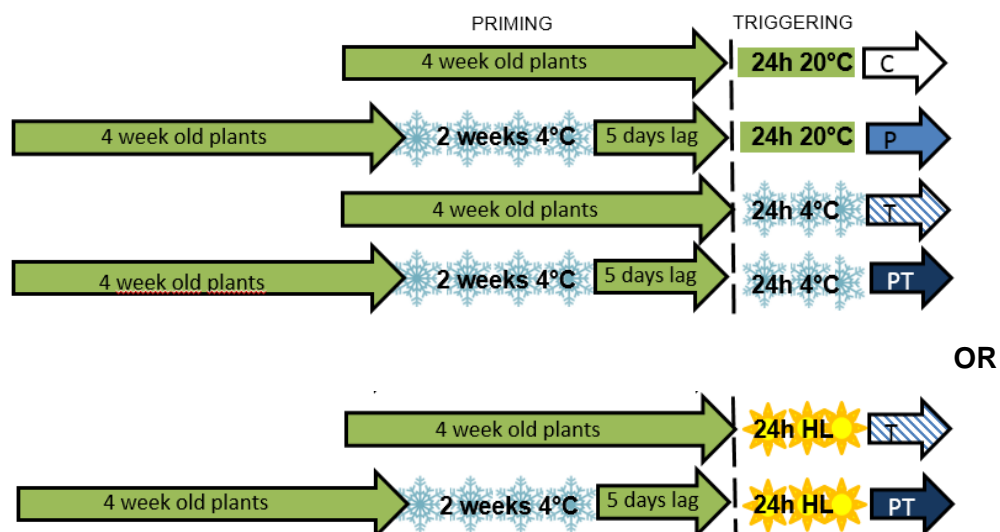 PRIMING TRIGGERING
4 week old plants 24h 20°C C
4 week old plants 2 weeks 4°C 5 days lag 24h 20°C P
4 week old plants 24h 4°C T
4 week old plants 2 weeks 4°C 5 days lag 24h 4°C PT
OR
4 week old plants 24h HL T
4 week old plants 2 weeks 4°C 5 days lag 24h HL PT